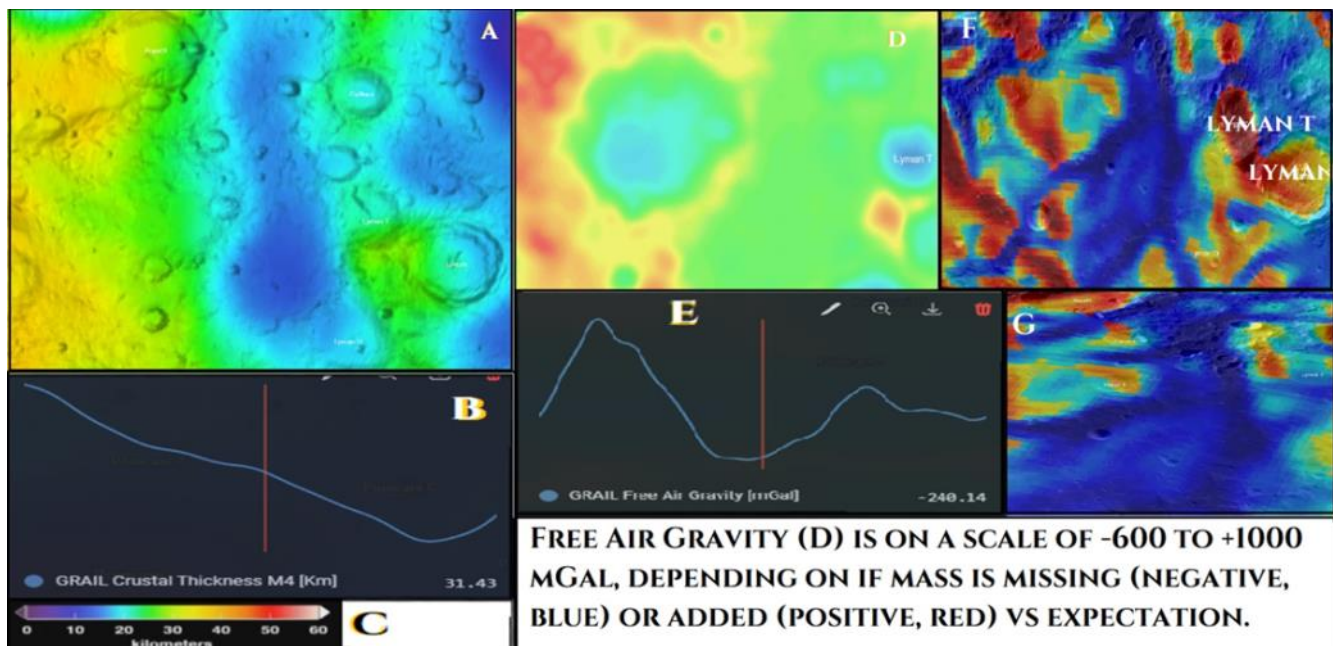 A
D
Lyman T
F
LYMAN T
LYMAN
B
GRAIL Crustal Thickness M4 [Km] 31.43
0 10 20 30 40 50 60
kilometers
C
E
GRAIL Free Air Gravity [mGal] -240.14
G
FREE AIR GRAVITY (D) IS ON A SCALE OF -600 TO +1000
MGAL, DEPENDING ON IF MASS IS MISSING (NEGATIVE,
BLUE) OR ADDED (POSITIVE, RED) VS EXPECTATION.